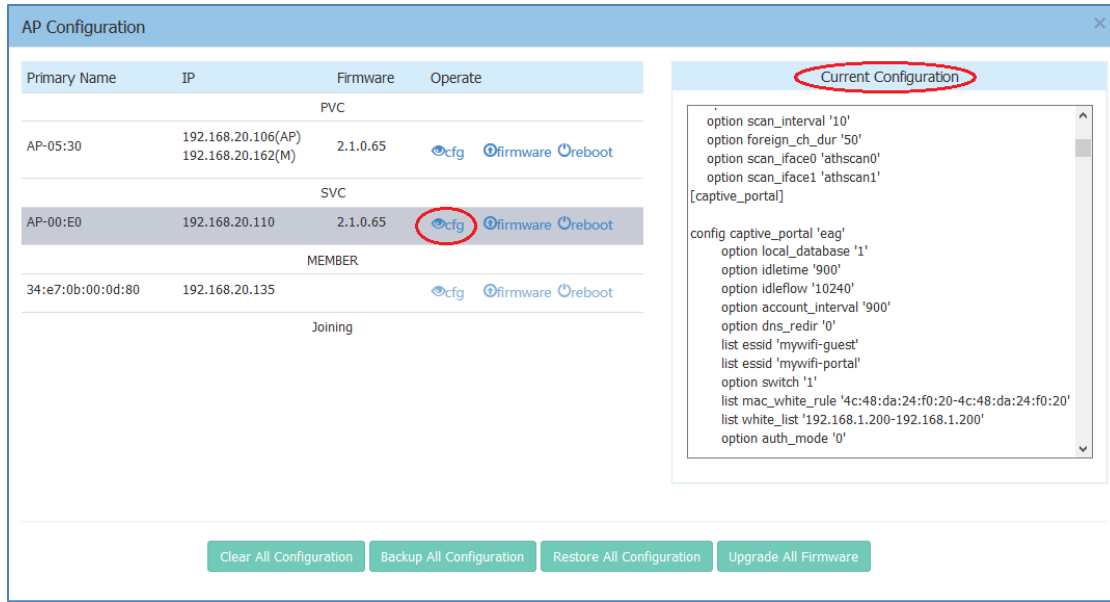 AP Configuration
×
Primary Name IP Firmware Operate
PVC
AP-05:30 192.168.20.106(AP) 2.1.0.65 cfg firmware reboot
192.168.20.162(M)
SVC
AP-00:E0 192.168.20.110 2.1.0.65 cfg firmware reboot
MEMBER
34:e7:0b:00:0d:80 192.168.20.135 cfg firmware reboot
Joining
Current Configuration
option scan_interval '10'
option foreign_ch_dur '50'
option scan_iface0 'athscan0'
option scan_iface1 'athscan1'
[captive_portal]
config captive_portal 'eag'
option local_database '1'
option idletime '900'
option idleflow '10240'
option account_interval '900'
option dns_redir '0'
list essid 'mywifi-guest'
list essid 'mywifi-portal'
option switch '1'
list mac_white_rule '4c:48:da:24:f0:20-4c:48:da:24:f0:20'
list white_list '192.168.1.200-192.168.1.200'
option auth_mode '0'
Clear All Configuration Backup All Configuration Restore All Configuration Upgrade All Firmware